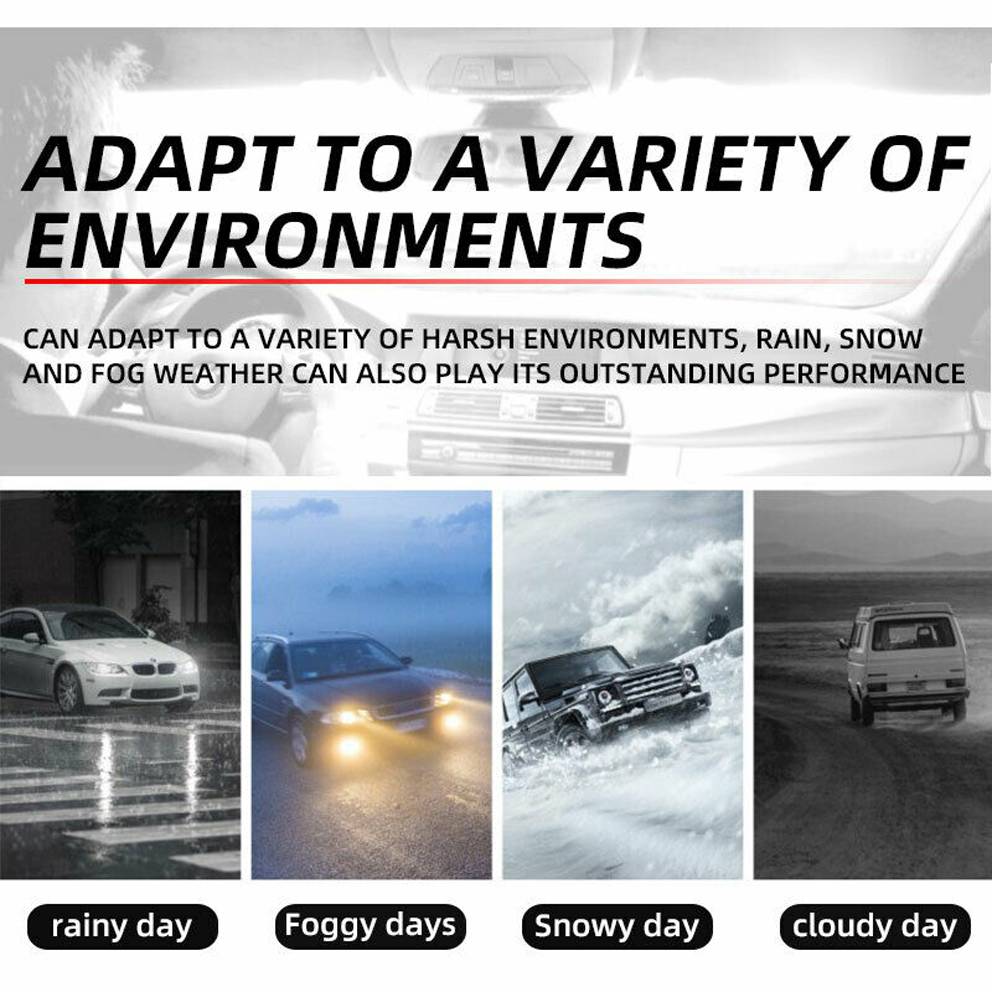 ADAPT TO A VARIETY OF
ENVIRONMENTS
CAN ADAPT TO A VARIETY OF HARSH ENVIRONMENTS, RAIN, SNOW
AND FOG WEATHER CAN ALSO PLAY ITS OUTSTANDING PERFORMANCE
rainy day
Foggy days
Snowy day
cloudy day